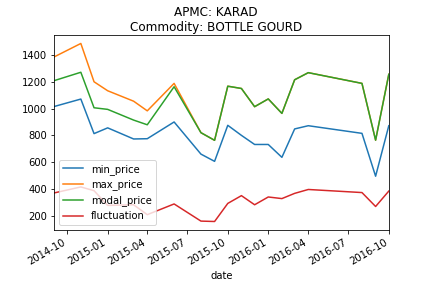 APMC: KARAD
Commodity: BOTTLE GOURD
1400
1200
1000
800
600
400
200
min_price
max_price
modal_price
fluctuation
2014-10
2015-01
2015-04
2015-07
2015-10
2016-01
2016-04
2016-07
2016-10
date